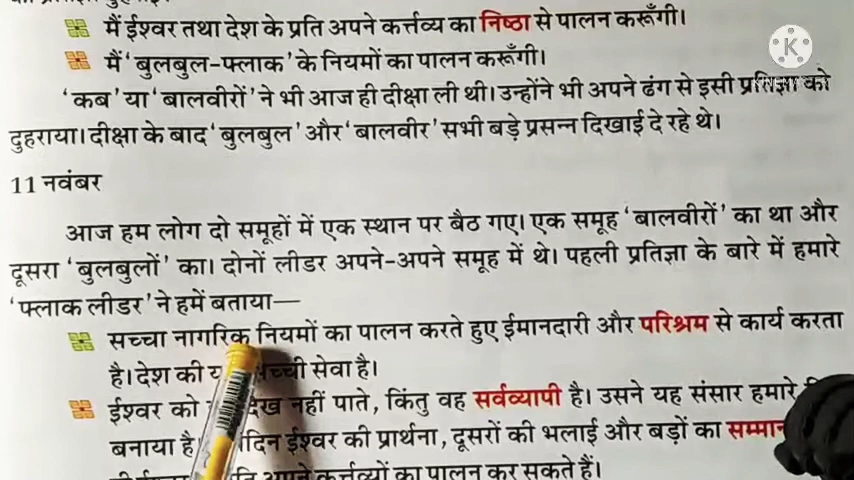 मैं ईश्वर तथा देश के प्रति अपने कर्त्तव्य का निष्ठा से पालन करूँगी।
मैं 'बुलबुल-फ्लाक' के नियमों का पालन करूँगी।
'कब' या 'बालवीरों' ने भी आज ही दीक्षा ली थी। उन्होंने भी अपने ढंग से इसी प्रतिज्ञा को
दुहराया। दीक्षा के बाद 'बुलबुल' और 'बालवीर' सभी बड़े प्रसन्न दिखाई दे रहे थे।
11 नवंबर
आज हम लोग दो समूहों में एक स्थान पर बैठ गए। एक समूह 'बालवीरों' का था और
दूसरा 'बुलबुलों' का। दोनों लीडर अपने-अपने समूह में थे। पहली प्रतिज्ञा के बारे में हमारे
'फ्लाक लीडर' ने हमें बताया—
सच्चा नागरिक नियमों का पालन करते हुए ईमानदारी और परिश्रम से कार्य करता
है। देश की सच्ची सेवा है।
ईश्वर को देख नहीं पाते, किंतु वह सर्वव्यापी है। उसने यह संसार हमारे
बनाया है। ईश्वर की प्रार्थना, दूसरों की भलाई और बड़ों का सम्मान
अपने कर्त्तव्यों का पालन कर सकते हैं।